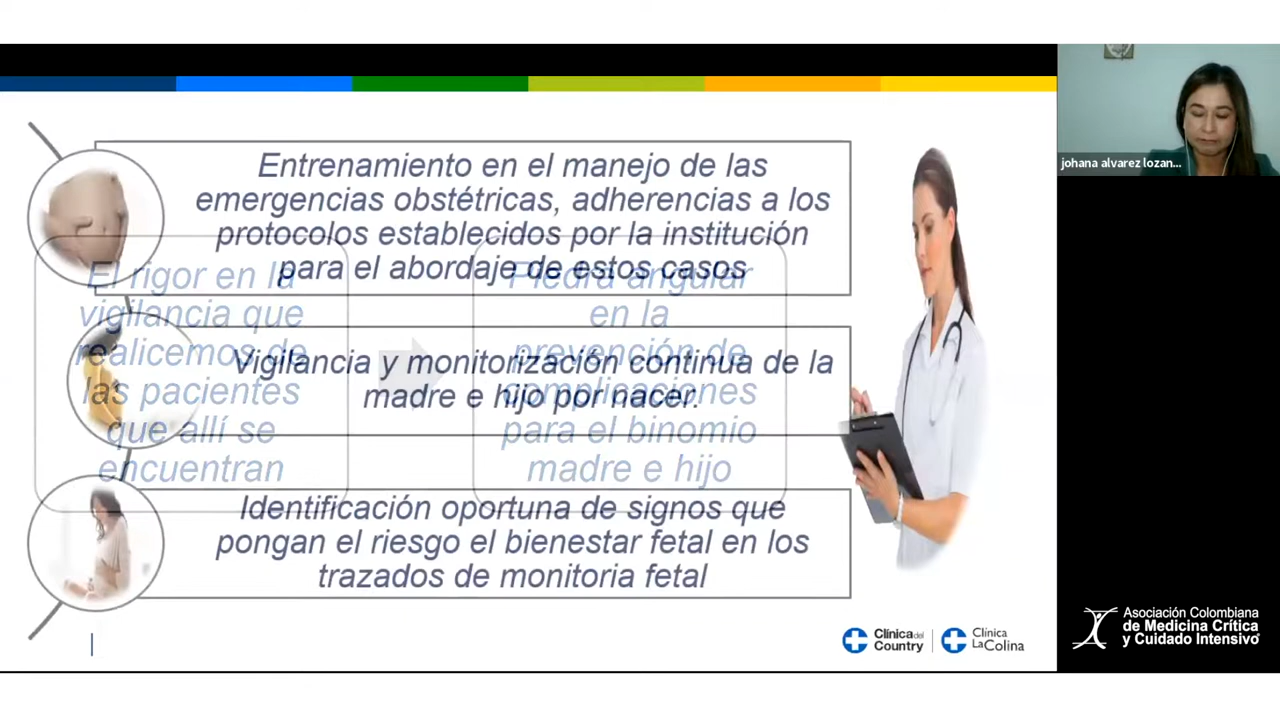 Entrenamiento en el manejo de las
emergencias obstétricas, adherencias a los
protocolos establecidos por la institución
para el abordaje de estos casos
El rigor en la
vigilancia que
realicemos de
las pacientes
que allí se
encuentran
Piedra angular
en la
prevención de
complicaciones
para el binomio
madre e hijo
Vigilancia y monitorización continua de la
madre e hijo por nacer.
Identificación oportuna de signos que
pongan el riesgo el bienestar fetal en los
trazados de monitoria fetal
Clínica del
Country
Clínica
La Colina
johana alvarez lozan...
Asociación Colombiana
de Medicina Crítica
y Cuidado Intensivo